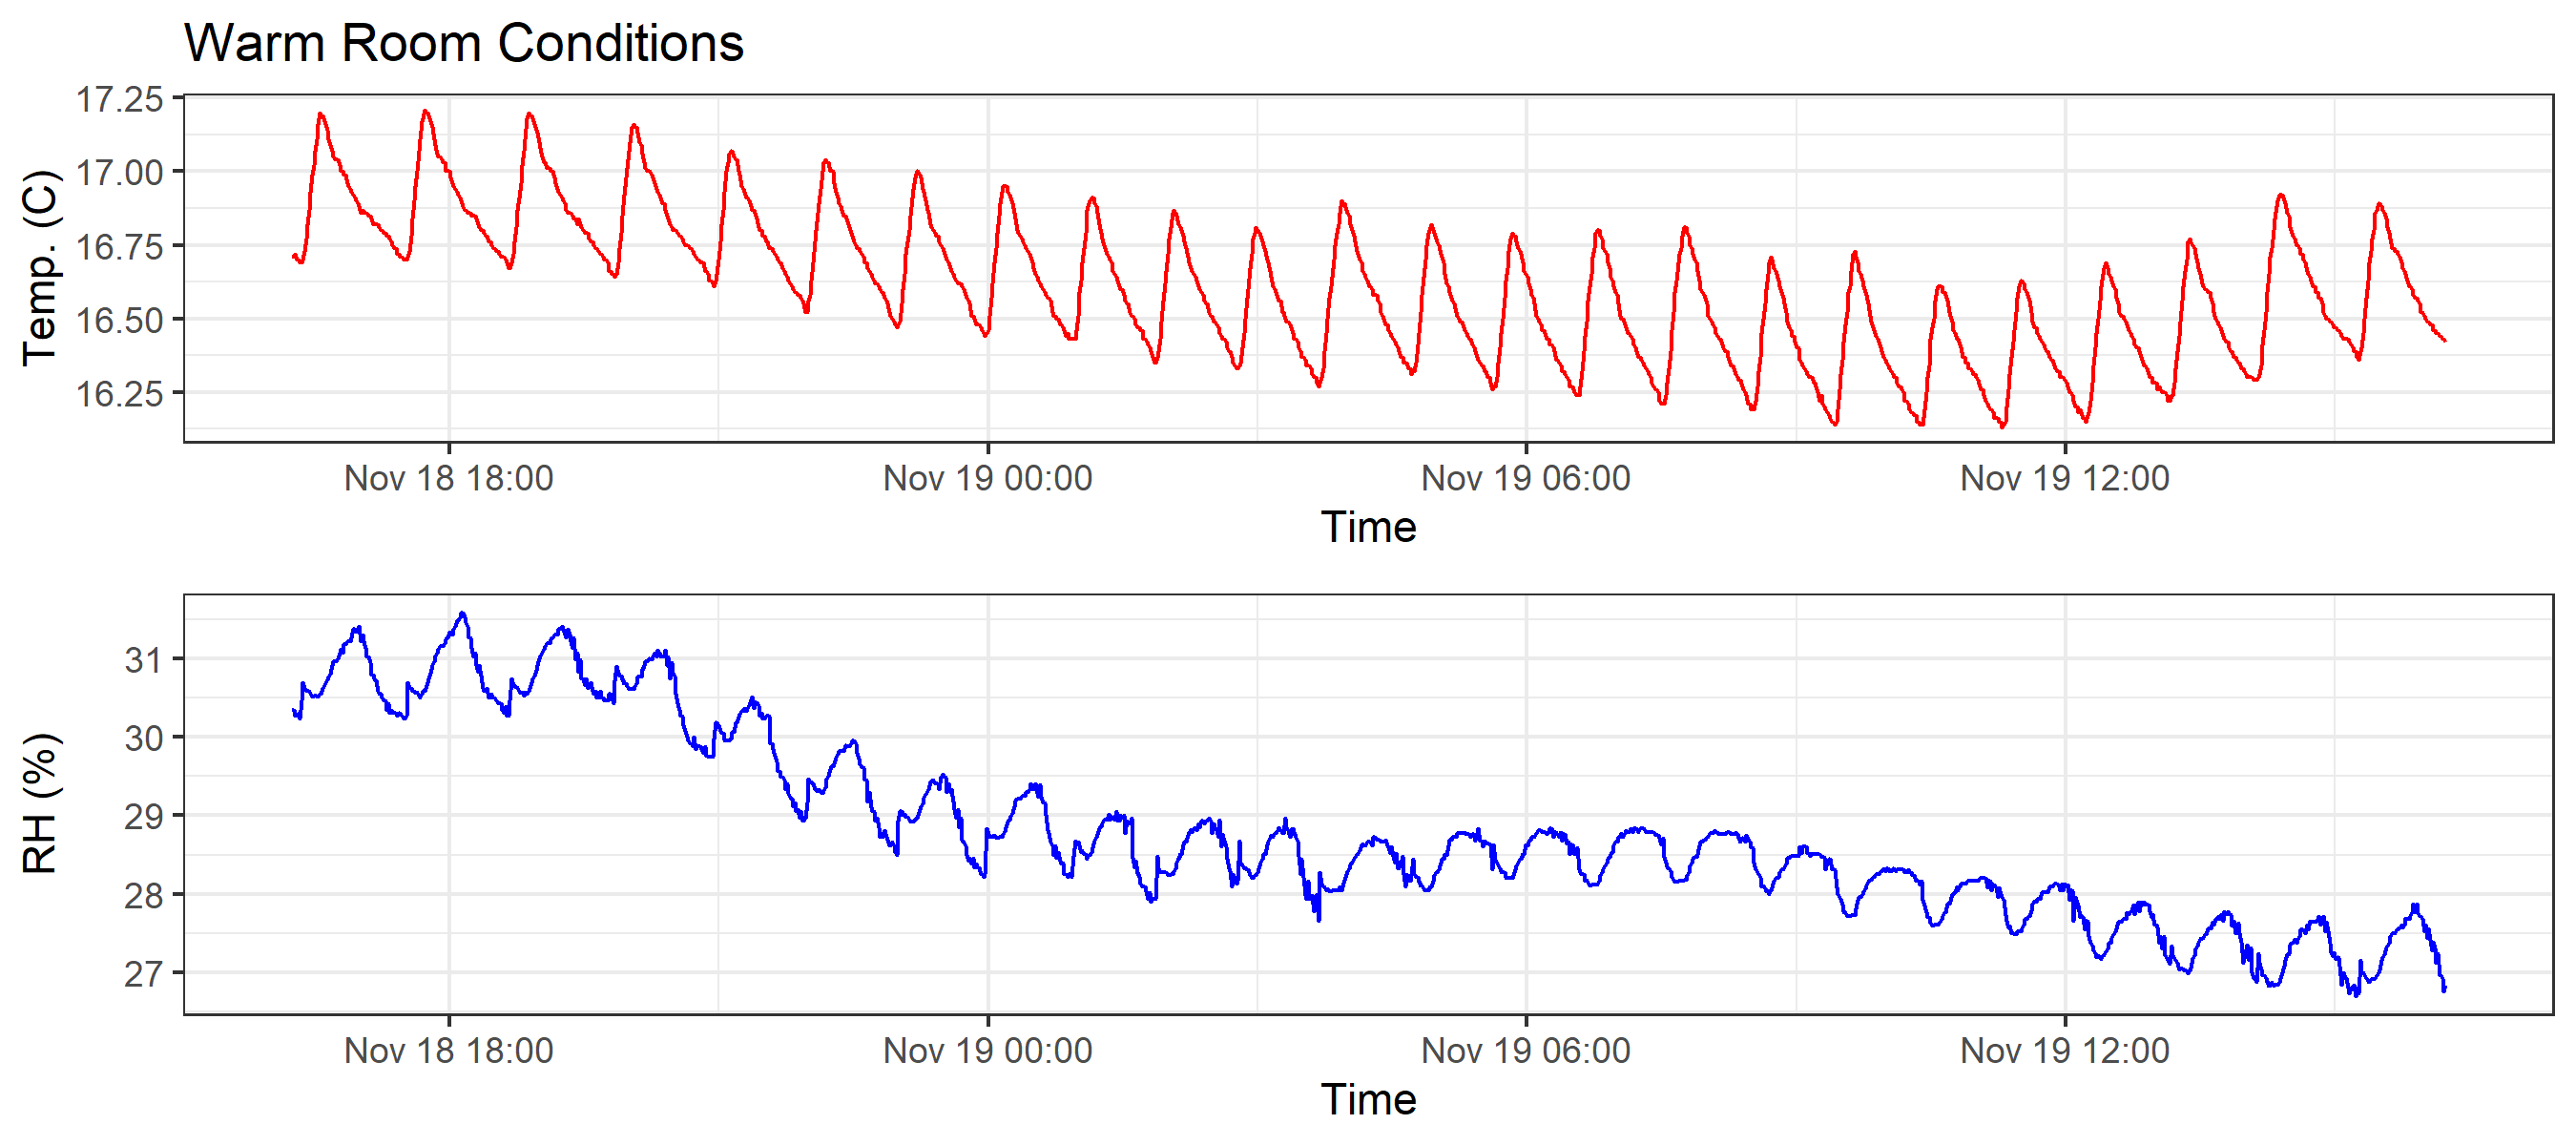 Warm Room Conditions
Temp. (C)
17.25
17.00
16.75
16.50
16.25
Nov 18 18:00 Nov 19 00:00 Nov 19 06:00 Nov 19 12:00
Time
RH (%)
31
30
29
28
27
Nov 18 18:00 Nov 19 00:00 Nov 19 06:00 Nov 19 12:00
Time